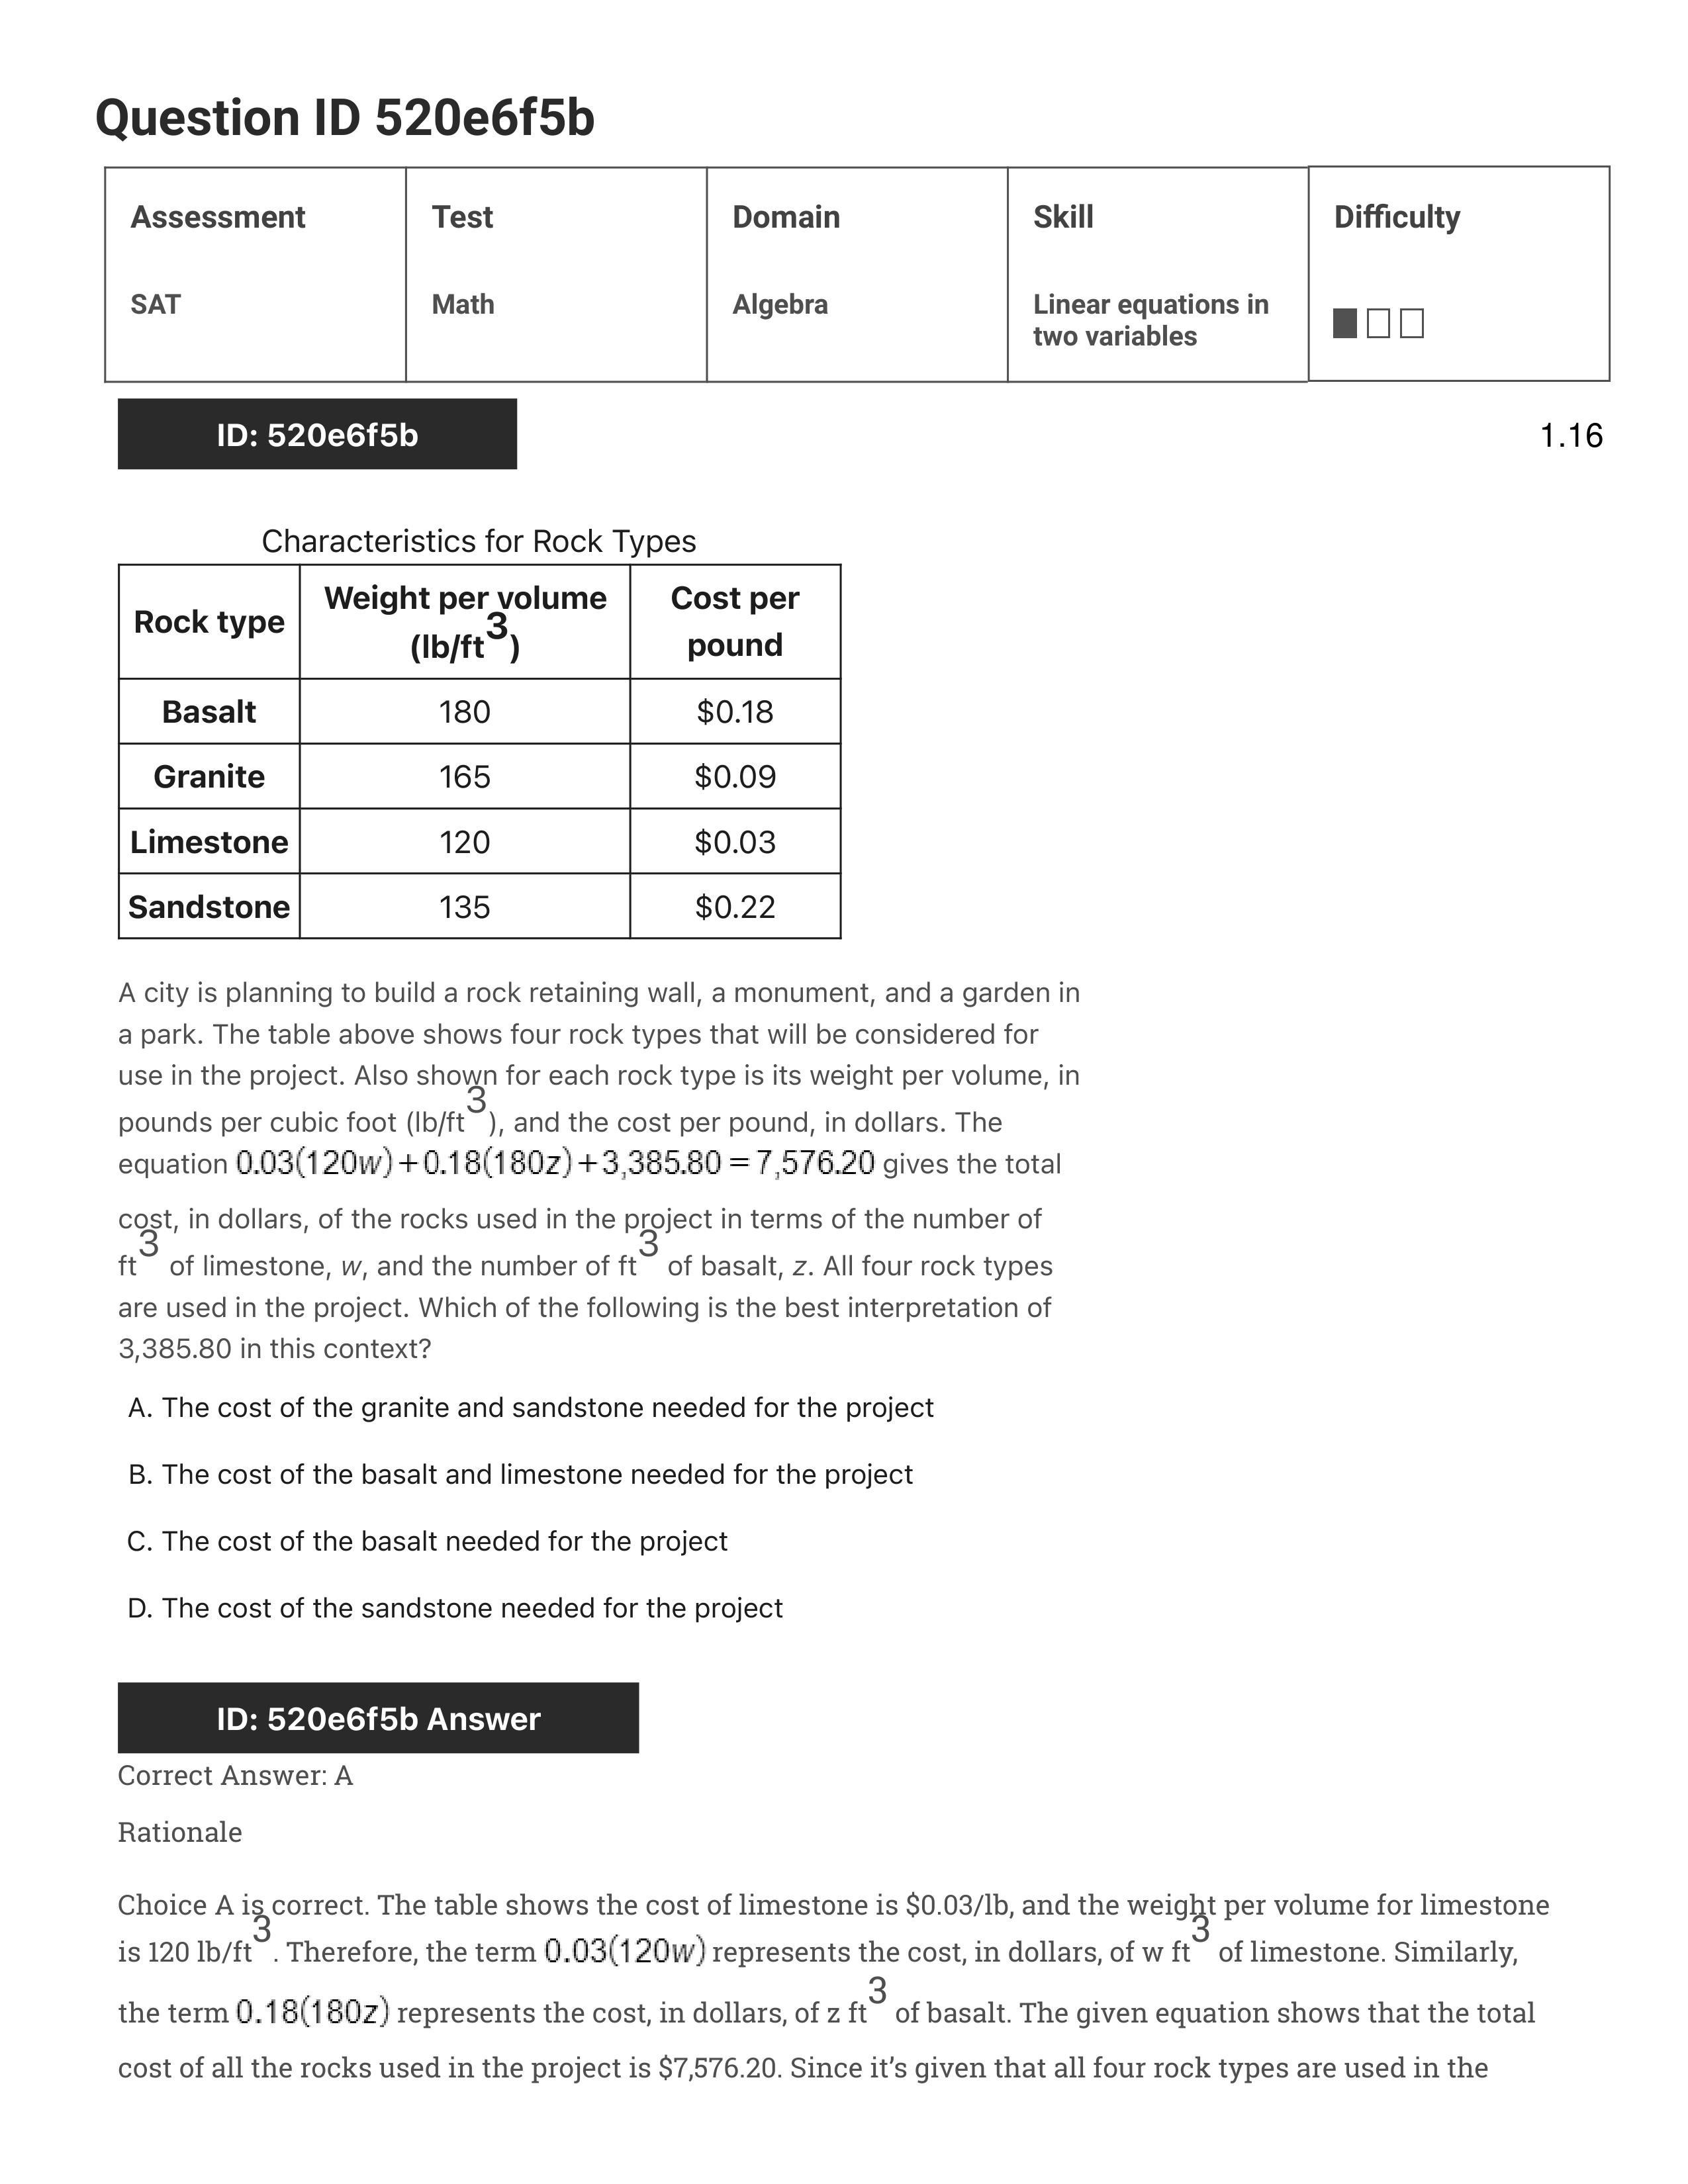 Question ID 520e6f5b
Assessment Test Domain Skill Difficulty
SAT Math Algebra Linear equations in two variables
ID: 520e6f5b
1.16
Characteristics for Rock Types
Rock type Weight per volume (lb/ft³) Cost per pound
Basalt 180 $0.18
Granite 165 $0.09
Limestone 120 $0.03
Sandstone 135 $0.22
A city is planning to build a rock retaining wall, a monument, and a garden in
a park. The table above shows four rock types that will be considered for
use in the project. Also shown for each rock type is its weight per volume, in
pounds per cubic foot (lb/ft³), and the cost per pound, in dollars. The
equation 0.03(120w)+0.18(180z)+3,385.80=7,576.20 gives the total
cost, in dollars, of the rocks used in the project in terms of the number of
ft³ of limestone, w, and the number of ft³ of basalt, z. All four rock types
are used in the project. Which of the following is the best interpretation of
3,385.80 in this context?
A. The cost of the granite and sandstone needed for the project
B. The cost of the basalt and limestone needed for the project
C. The cost of the basalt needed for the project
D. The cost of the sandstone needed for the project
ID: 520e6f5b Answer
Correct Answer: A
Rationale
Choice A is correct. The table shows the cost of limestone is $0.03/lb, and the weight per volume for limestone
is 120 lb/ft³. Therefore, the term 0.03(120w) represents the cost, in dollars, of w ft³ of limestone. Similarly,
the term 0.18(180z) represents the cost, in dollars, of z ft³ of basalt. The given equation shows that the total
cost of all the rocks used in the project is $7,576.20. Since it’s given that all four rock types are used in the